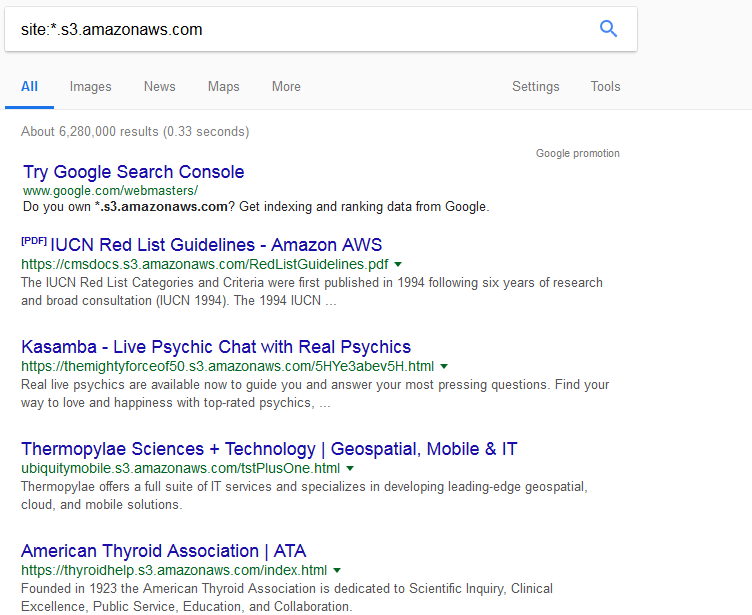 site:*.s3.amazonaws.com
All Images News Maps More Settings Tools
About 6,280,000 results (0.33 seconds)
Google promotion
Try Google Search Console
www.google.com/webmasters/
Do you own *.s3.amazonaws.com? Get indexing and ranking data from Google.
[PDF] IUCN Red List Guidelines - Amazon AWS
https://cmsdocs.s3.amazonaws.com/RedListGuidelines.pdf
The IUCN Red List Categories and Criteria were first published in 1994 following six years of research
and broad consultation (IUCN 1994). The 1994 IUCN ...
Kasamba - Live Psychic Chat with Real Psychics
https://themightyforceof50.s3.amazonaws.com/5HYe3abev5H.html
Real live psychics are available now to guide you and answer your most pressing questions. Find your
way to love and happiness with top-rated psychics, ...
Thermopylae Sciences + Technology | Geospatial, Mobile & IT
ubiquitymobile.s3.amazonaws.com/tstPlusOne.html
Thermopylae offers a full suite of IT services and specializes in developing leading-edge geospatial,
cloud, and mobile solutions.
American Thyroid Association | ATA
https://thyroidhelp.s3.amazonaws.com/index.html
Founded in 1923 the American Thyroid Association is dedicated to Scientific Inquiry, Clinical
Excellence, Public Service, Education, and Collaboration.